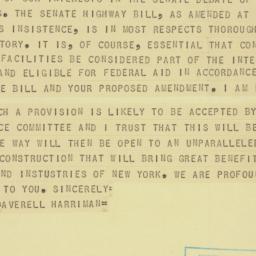 OF OUR INTERESTS IN THE SENATE DEBATE OF
. THE SENATE HIGHWAY BILL, AS AMENDED AT
S INSISTENCE, IS IN MOST RESPECTS THOROUG
TORY. IT IS, OF COURSE, ESSENTIAL THAT CON
FACILITIES BE CONSIDERED PART OF THE INTE
AND ELIGIBLE FOR FEDERAL AID IN ACCORDANCE
E BILL AND YOUR PROPOSED AMENDMENT. I AM
CH A PROVISION IS LIKELY TO BE ACCEPTED BY
CE COMMITTEE AND I TRUST THAT THIS WILL BE
E WAY WILL THEN BE OPEN TO AN UNPARALLELE
CONSTRUCTION THAT WILL BRING GREAT BENEFIT
ND INSTUSTRIES OF NEW YORK. WE ARE PROFOU
TO YOU. SINCERELY=
AVERELL HARRIMAN=